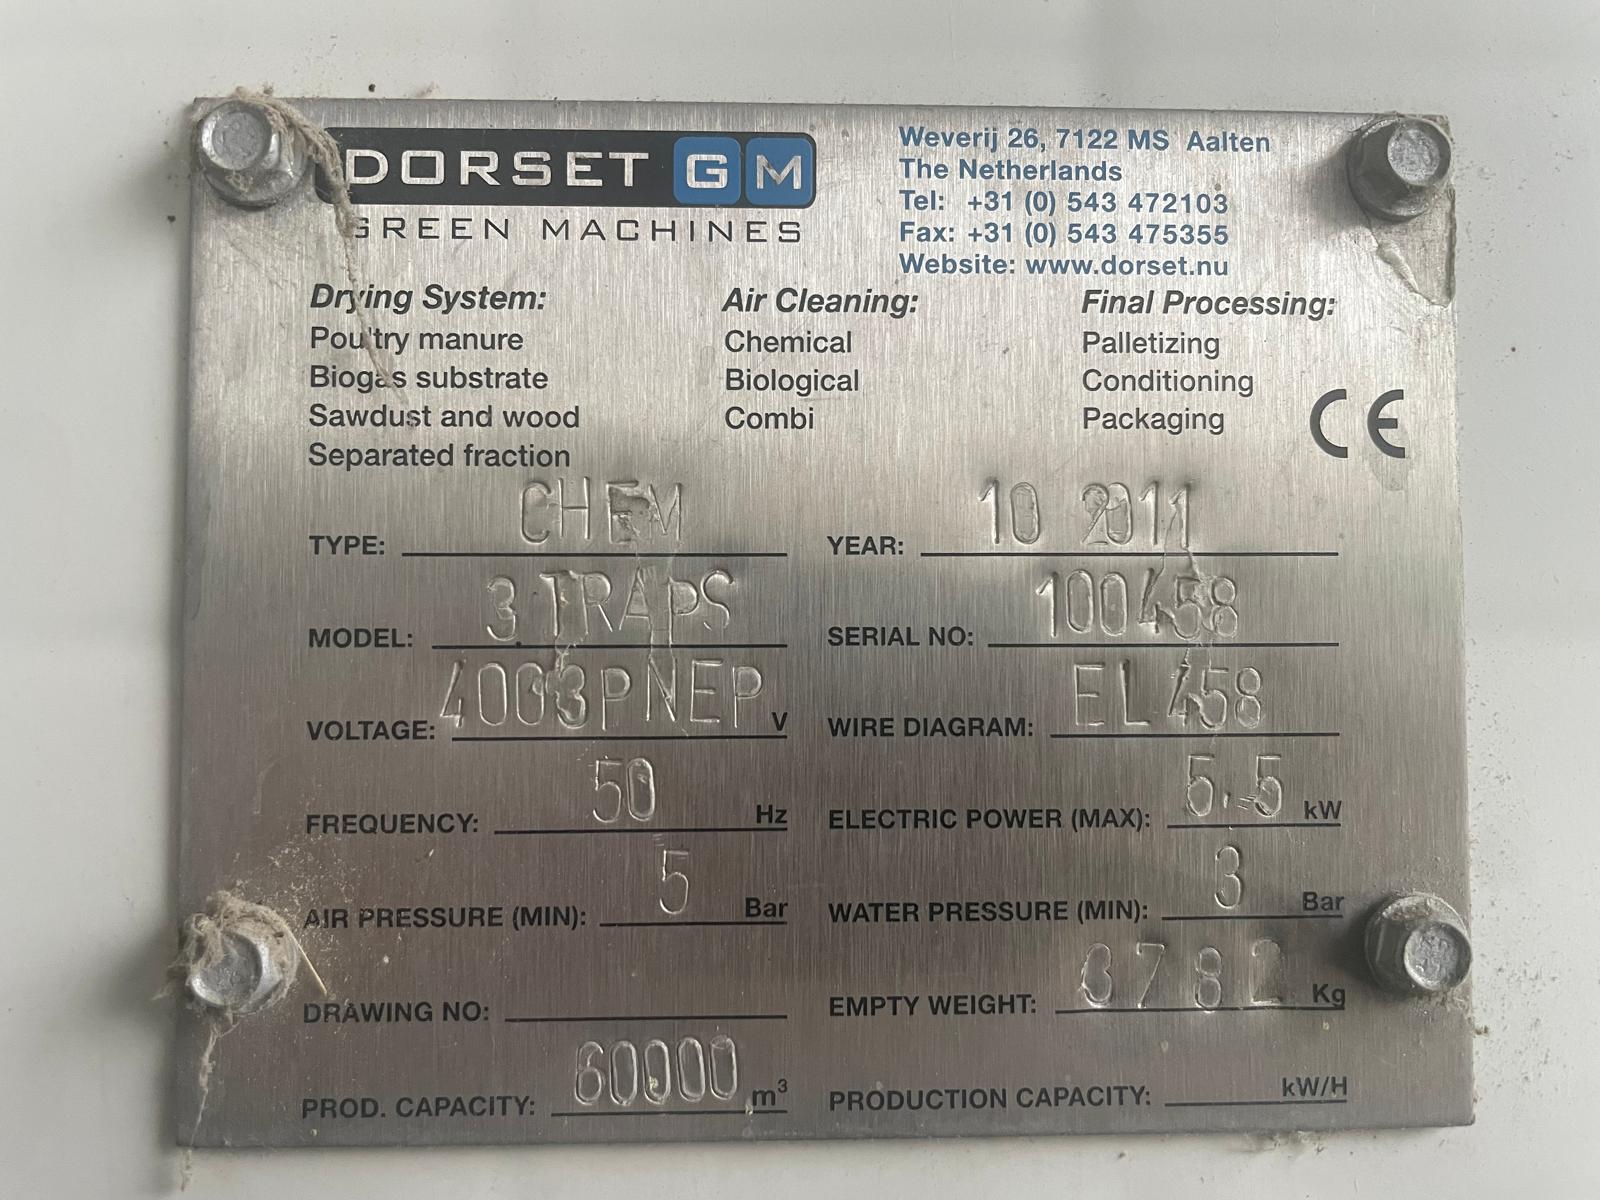 DORSET GM
GREEN MACHINES
Weverij 26, 7122 MS Aalten
The Netherlands
Tel: +31 (0) 543 472103
Fax: +31 (0) 543 475355
Website: www.dorset.nu
Drying System:
Poultry manure
Biogas substrate
Sawdust and wood
Separated fraction
Air Cleaning:
Chemical
Biological
Combi
Final Processing:
Palletizing
Conditioning
Packaging
CE
TYPE: CHEM
YEAR: 10 2011
MODEL: 3 TRAPS
SERIAL NO: 100458
VOLTAGE: 4003PNEP V
WIRE DIAGRAM: EL 458
FREQUENCY: 50 Hz
ELECTRIC POWER (MAX): 5.5 kW
AIR PRESSURE (MIN): 5 Bar
WATER PRESSURE (MIN): 3 Bar
DRAWING NO:
EMPTY WEIGHT: Kg
PROD. CAPACITY: 60000 m³
PRODUCTION CAPACITY: kW/H